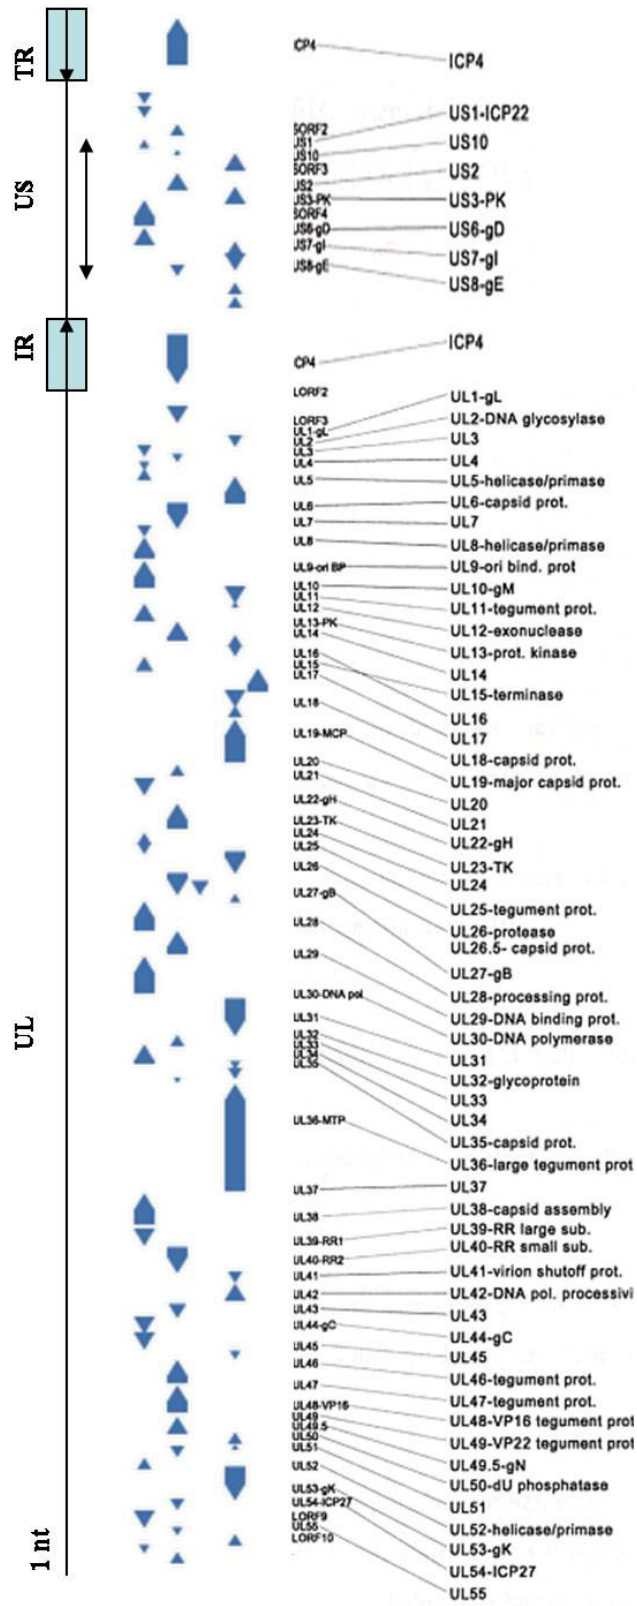 TR
US
IR
UL
1 nt
CP4
SORF2
US1
US10
SORF3
US2
US3-PK
SORF4
US6-gD
US7-gI
US8-gE
CP4
LORF2
LORF3
UL1-gL
UL2
UL3
UL4
UL5
UL6
UL7
UL8
UL9-ori BP
UL10
UL11
UL12
UL13-PK
UL14
UL16
UL15
UL17
UL18
UL19-MCP
UL20
UL21
UL22-gH
UL23-TK
UL24
UL25
UL26
UL27-gB
UL28
UL29
UL30-DNA pol
UL31
UL32
UL33
UL34
UL35
UL36-MTP
UL37
UL38
UL39-RR1
UL40-RR2
UL41
UL42
UL43
UL44-gC
UL45
UL46
UL47
UL48-VP16
UL49
UL49.5
UL50
UL51
UL52
UL53-gK
UL54-ICP27
LORF9
UL55
LORF10
ICP4
US1-ICP22
US10
US2
US3-PK
US6-gD
US7-gI
US8-gE
ICP4
UL1-gL
UL2-DNA glycosylase
UL3
UL4
UL5-helicase/primase
UL6-capsid prot.
UL7
UL8-helicase/primase
UL9-ori bind. prot
UL10-gM
UL11-tegument prot.
UL12-exonuclease
UL13-prot. kinase
UL14
UL15-terminase
UL16
UL17
UL18-capsid prot.
UL19-major capsid prot.
UL20
UL21
UL22-gH
UL23-TK
UL24
UL25-tegument prot.
UL26-protease
UL26.5- capsid prot.
UL27-gB
UL28-processing prot.
UL29-DNA binding prot.
UL30-DNA polymerase
UL31
UL32-glycoprotein
UL33
UL34
UL35-capsid prot.
UL36-large tegument prot
UL37
UL38-capsid assembly
UL39-RR large sub.
UL40-RR small sub.
UL41-virion shutoff prot.
UL42-DNA pol. processivi
UL43
UL44-gC
UL45
UL46-tegument prot.
UL47-tegument prot.
UL48-VP16 tegument prot
UL49-VP22 tegument prot
UL49.5-gN
UL50-dU phosphatase
UL51
UL52-helicase/primase
UL53-gK
UL54-ICP27
UL55